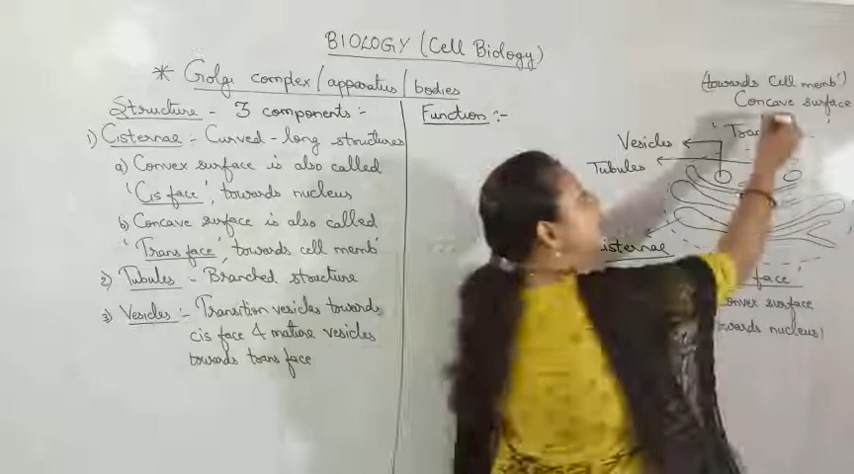 BIOLOGY (Cell Biology)
* Golgi complex / apparatus / bodies
Structure - 3 components :-
1) Cisternae - Curved - long structures
a) Convex surface is also called
'Cis face', towards nucleus
b) Concave surface is also called
'Trans face', towards cell memb'
2) Tubules - Branched structure
3) Vesicles :- Transition vesicles towards
cis face & mature vesicles
towards trans face
Function :-
(towards Cell memb')
Concave surface
Vesicles
Tubules
face'
surface
nucleus)